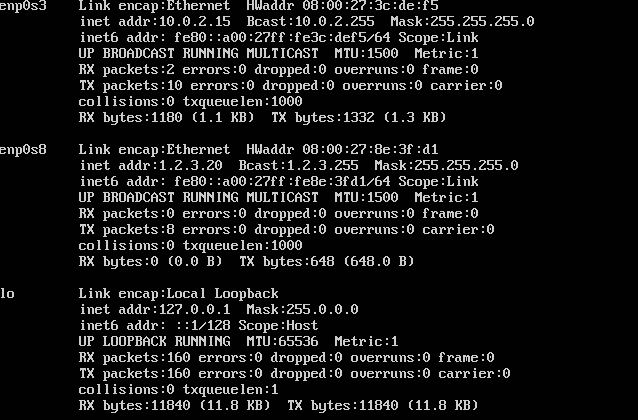 enp0s3 Link encap:Ethernet HWaddr 08:00:27:3c:de:f5
inet addr:10.0.2.15 Bcast:10.0.2.255 Mask:255.255.255.0
inet6 addr: fe80::a00:27ff:fe3c:def5/64 Scope:Link
UP BROADCAST RUNNING MULTICAST MTU:1500 Metric:1
RX packets:2 errors:0 dropped:0 overruns:0 frame:0
TX packets:10 errors:0 dropped:0 overruns:0 carrier:0
collisions:0 txqueuelen:1000
RX bytes:1180 (1.1 KB) TX bytes:1332 (1.3 KB)
enp0s8 Link encap:Ethernet HWaddr 08:00:27:8e:3f:d1
inet addr:1.2.3.20 Bcast:1.2.3.255 Mask:255.255.255.0
inet6 addr: fe80::a00:27ff:fe8e:3fd1/64 Scope:Link
UP BROADCAST RUNNING MULTICAST MTU:1500 Metric:1
RX packets:0 errors:0 dropped:0 overruns:0 frame:0
TX packets:8 errors:0 dropped:0 overruns:0 carrier:0
collisions:0 txqueuelen:1000
RX bytes:0 (0.0 B) TX bytes:648 (648.0 B)
lo Link encap:Local Loopback
inet addr:127.0.0.1 Mask:255.0.0.0
inet6 addr: ::1/128 Scope:Host
UP LOOPBACK RUNNING MTU:65536 Metric:1
RX packets:160 errors:0 dropped:0 overruns:0 frame:0
TX packets:160 errors:0 dropped:0 overruns:0 carrier:0
collisions:0 txqueuelen:1
RX bytes:11840 (11.8 KB) TX bytes:11840 (11.8 KB)